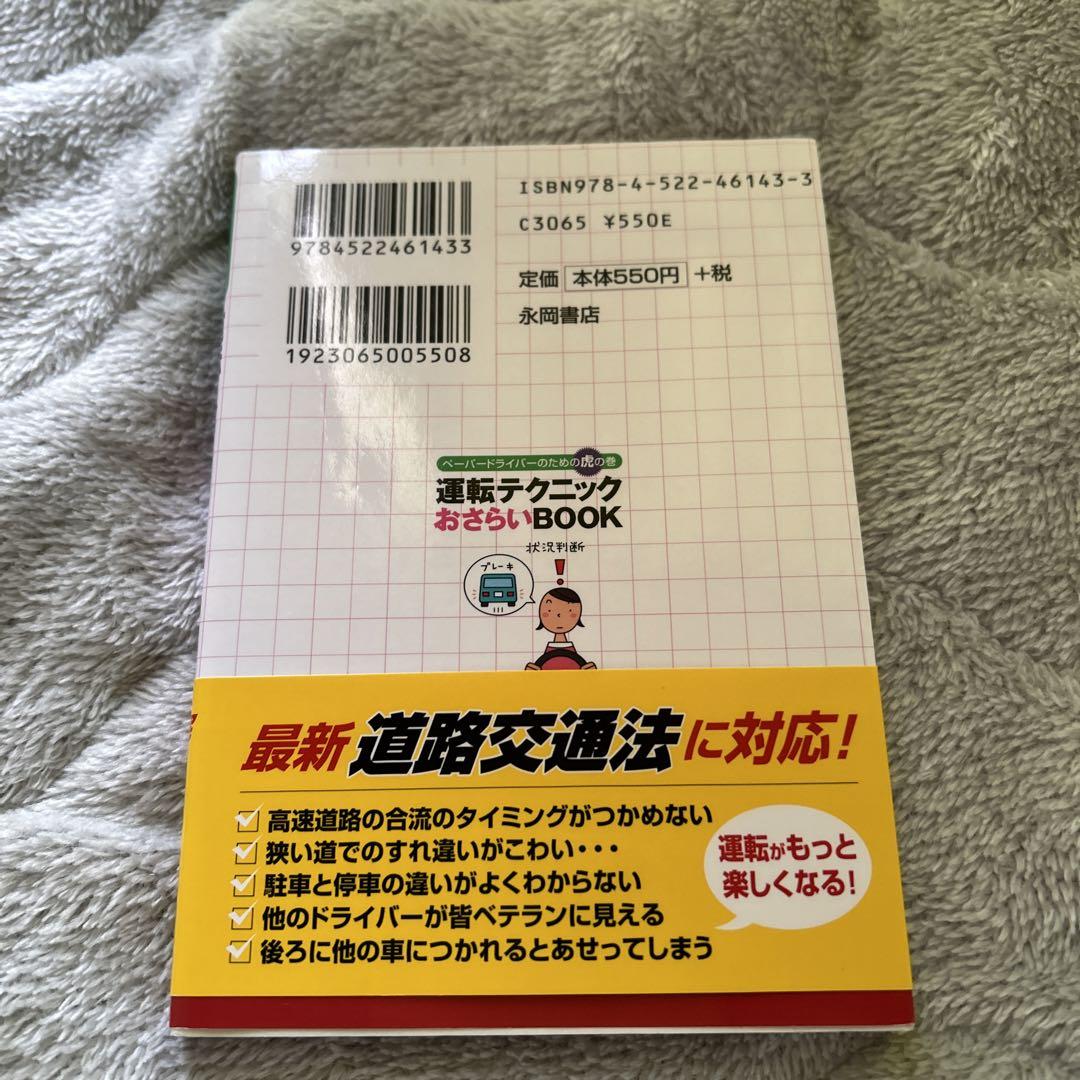 ISBN978-4-522-46143-3
C3065 ¥550E
9784522461433
定価 本体550円 +税
永岡書店
1923065005508
ペーパードライバーのための虎の巻
運転テクニック
おさらいBOOK
状況判断
!
ブレーキ
最新 道路交通法に対応!
高速道路の合流のタイミングがつかめない
狭い道でのすれ違いがこわい・・・
駐車と停車の違いがよくわからない
他のドライバーが皆ベテランに見える
後ろに他の車につかれるとあせってしまう
運転がもっと
楽しくなる!